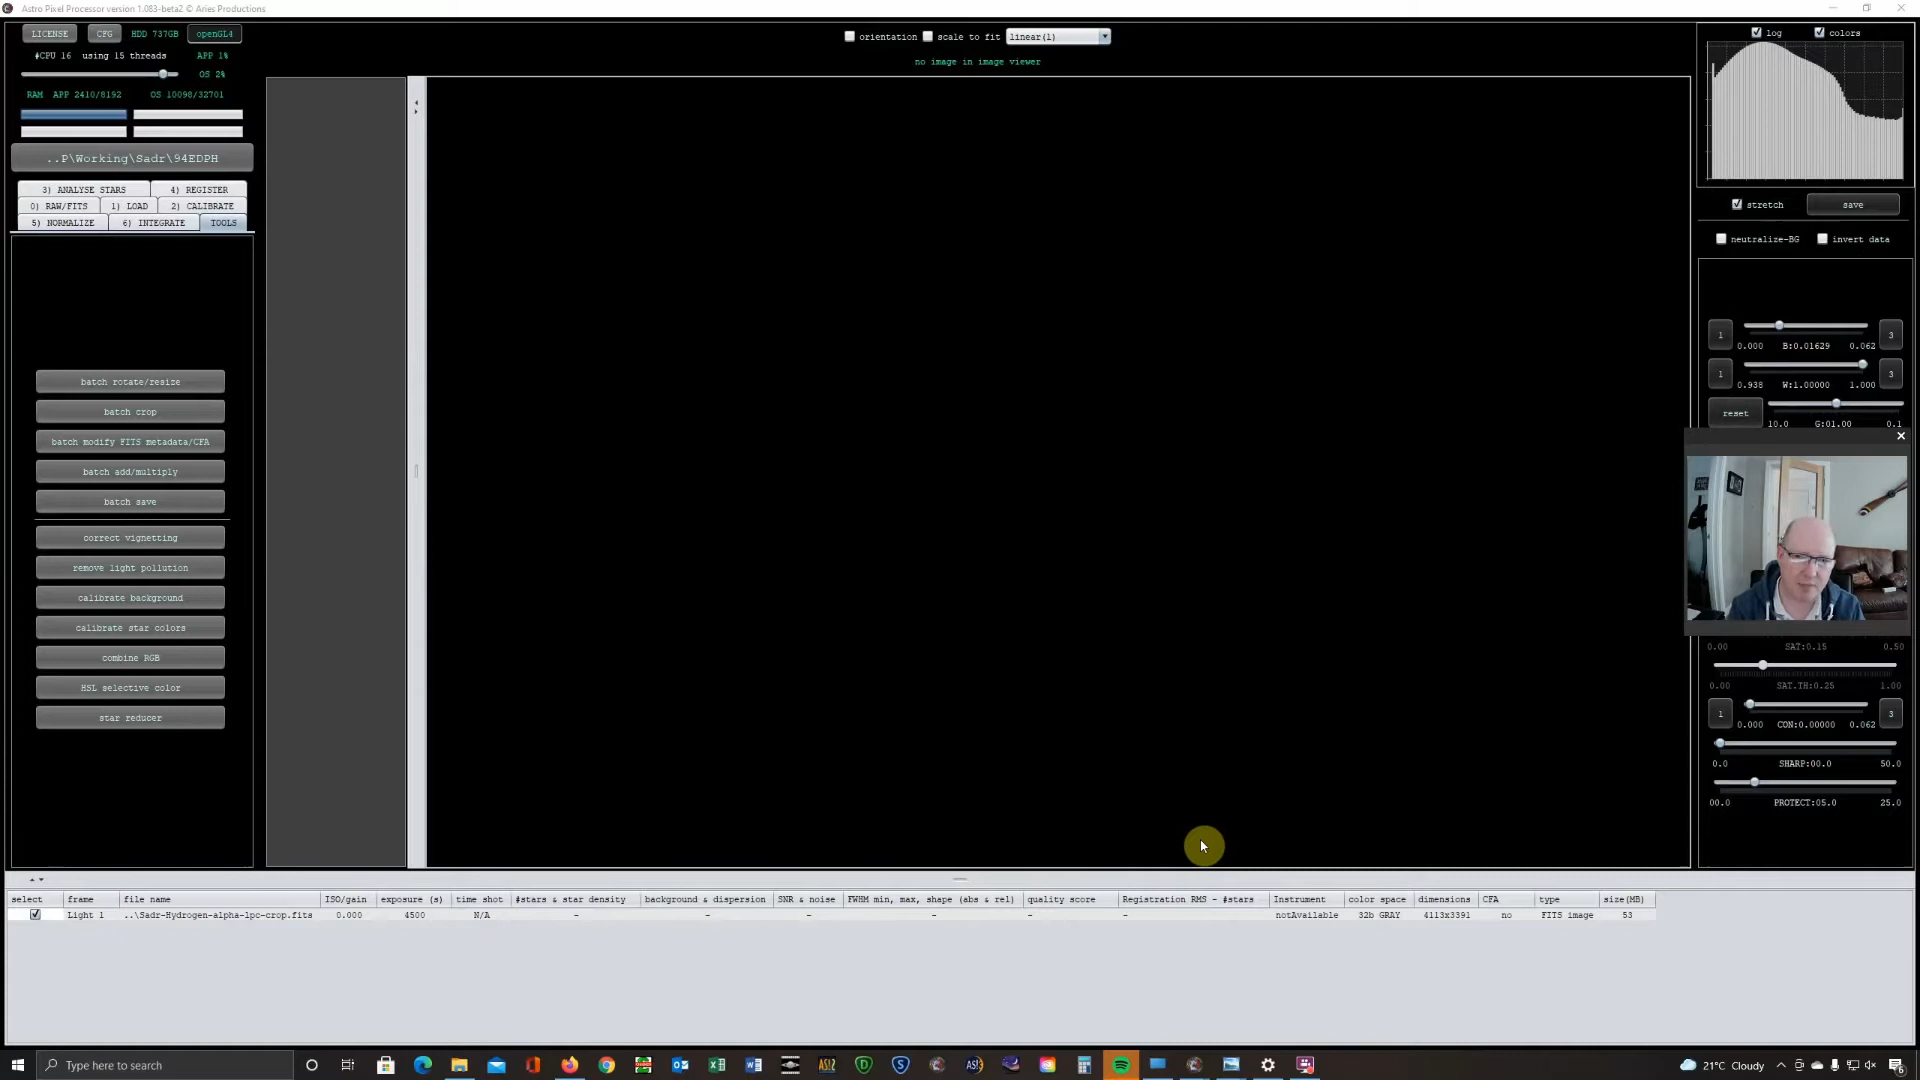 Astro Pixel Processor version 1.083-beta2 © Aries Productions
LICENSE CFG HDD 737GB openGL4
#CPU 16 using 15 threads APP 1%
OS 2%
RAM APP 2410/8192 OS 10098/32701
..P\Working\Sadr\94EDPH
3) ANALYSE STARS 4) REGISTER
0) RAW/FITS 1) LOAD 2) CALIBRATE
5) NORMALIZE 6) INTEGRATE TOOLS
batch rotate/resize
batch crop
batch modify FITS metadata/CFA
batch add/multiply
batch save
correct vignetting
remove light pollution
calibrate background
calibrate star colors
combine RGB
HSL selective color
star reducer
orientation scale to fit linear(1)
no image in image viewer
log colors
stretch save
neutralize-BG invert data
1 0.000 B:0.01629 0.062 3
1 0.938 W:1.00000 1.000 3
reset 10.0 G:01.00 0.1
0.00 SAT:0.15 0.50
0.00 SAT.TH:0.25 1.00
1 0.000 CON:0.00000 0.062 3
0.0 SHARP:00.0 50.0
00.0 PROTECT:05.0 25.0
select frame file name ISO/gain exposure (s) time shot #stars & star density background & dispersion SNR & noise FWHM min, max, shape (abs & rel) quality score Registration RMS - #stars Instrument color space dimensions CFA type size(MB)
Light 1 ..\Sadr-Hydrogen-alpha-lpc-crop.fits 0.000 4500 N/A - - - - - - notAvailable 32b GRAY 4113x3391 no FITS image 53
Type here to search
21°C Cloudy